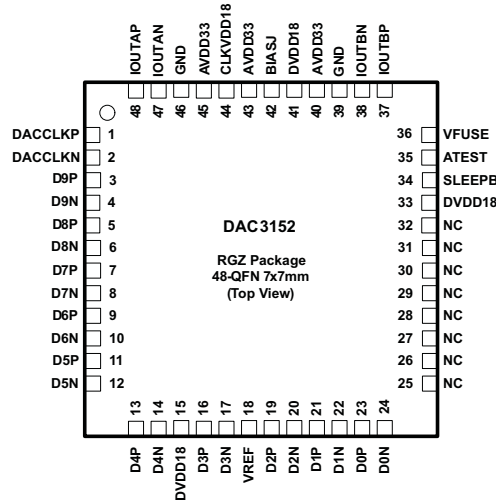 IOUTAP
IOUTAN
GND
AVDD33
CLKVDD18
AVDD33
BIASJ
DVDD18
AVDD33
GND
IOUTBN
IOUTBP
48
47
46
45
44
43
42
41
40
39
38
37
DACCLKP 1
DACCLKN 2
D9P 3
D9N 4
D8P 5
D8N 6
D7P 7
D7N 8
D6P 9
D6N 10
D5P 11
D5N 12
DAC3152
RGZ Package
48-QFN 7x7mm
(Top View)
36 VFUSE
35 ATEST
34 SLEEPB
33 DVDD18
32 NC
31 NC
30 NC
29 NC
28 NC
27 NC
26 NC
25 NC
13
14
15
16
17
18
19
20
21
22
23
24
D4P
D4N
DVDD18
D3P
D3N
VREF
D2P
D2N
D1P
D1N
D0P
D0N